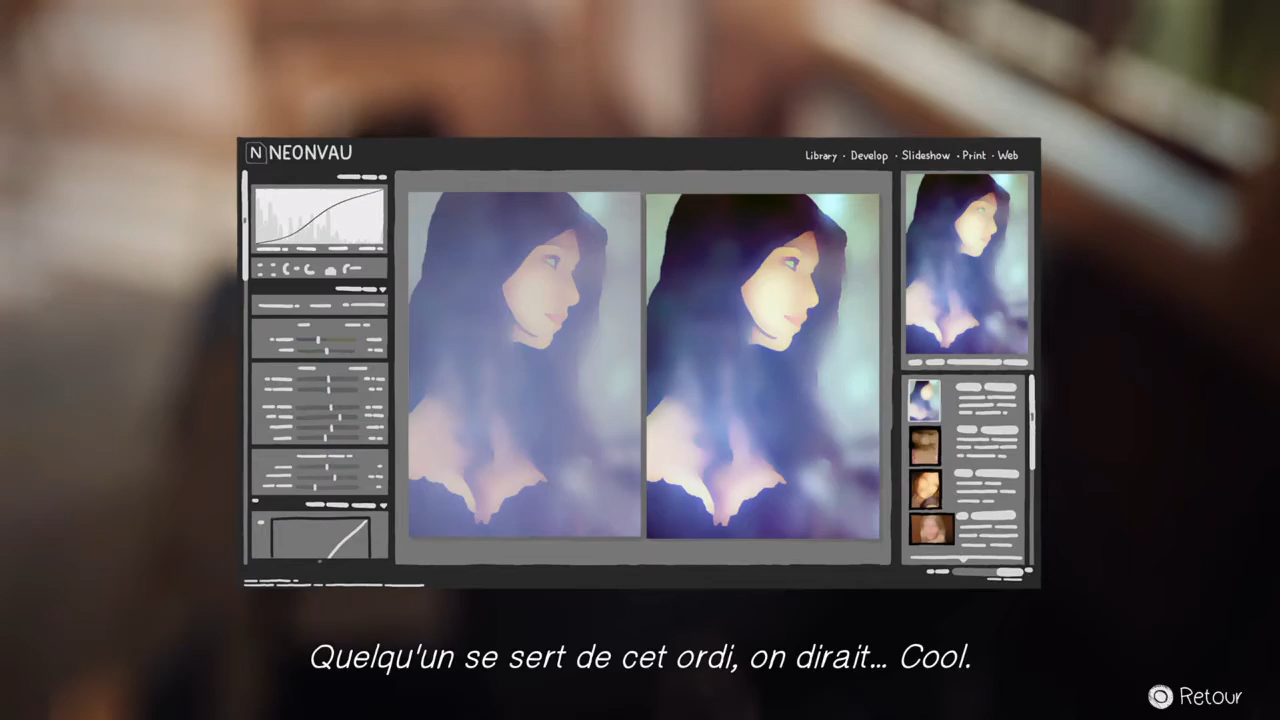 NEONVAU
Library · Develop · Slideshow · Print · Web
Quelqu'un se sert de cet ordi, on dirait... Cool.
Retour